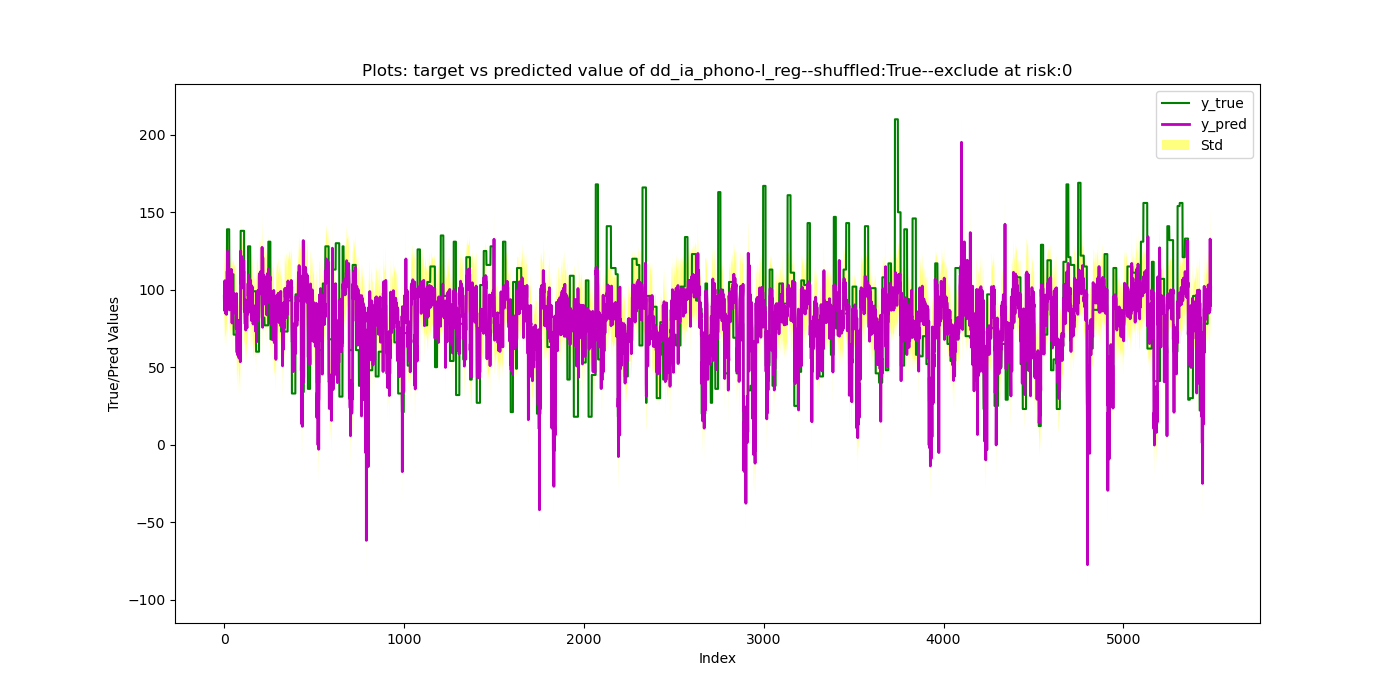 Plots: target vs predicted value of dd_ia_phono-l_reg--shuffled:True--exclude at risk:0
y_true
y_pred
Std
True/Pred Values
200
150
100
50
0
−50
−100
0
1000
2000
3000
4000
5000
Index